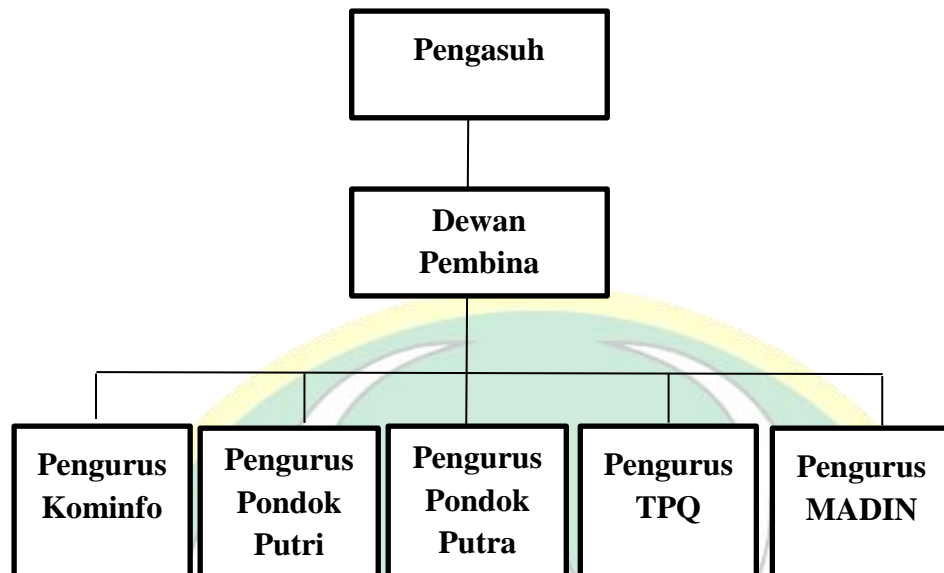 Pengasuh
Dewan
Pembina
Pengurus
Kominfo
Pengurus
Pondok
Putri
Pengurus
Pondok
Putra
Pengurus
TPQ
Pengurus
MADIN